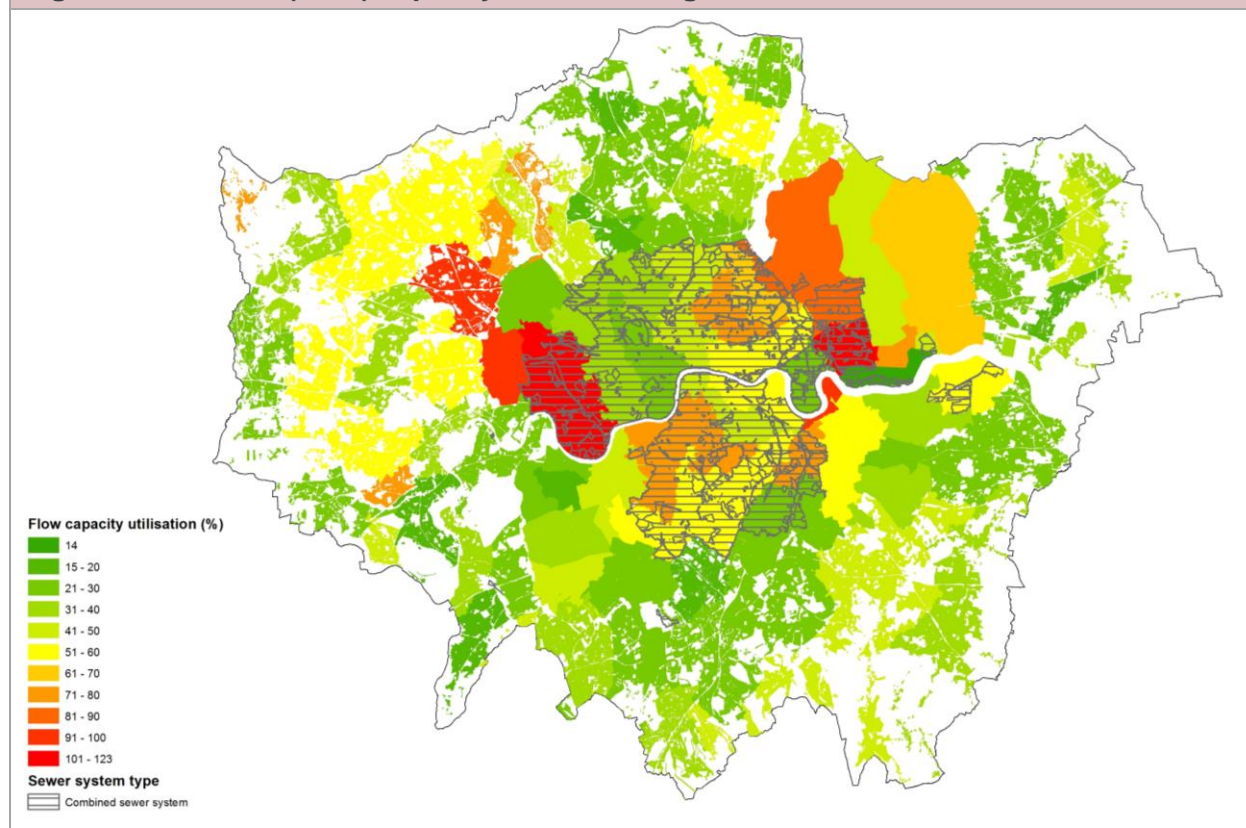 Flow capacity utilisation (%)
14
15 - 20
21 - 30
31 - 40
41 - 50
51 - 60
61 - 70
71 - 80
81 - 90
91 - 100
101 - 123
Sewer system type
Combined sewer system